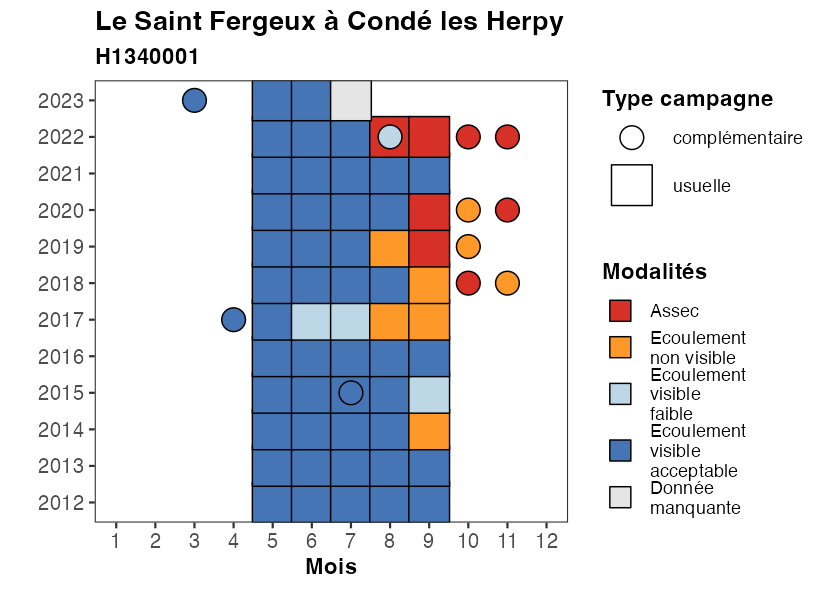 Le Saint Fergeux à Condé les Herpy
H1340001
2023
2022
2021
2020
2019
2018
2017
2016
2015
2014
2013
2012
1 2 3 4 5 6 7 8 9 10 11 12
Mois
Type campagne
complémentaire
usuelle
Modalités
Assec
Ecoulement
non visible
Ecoulement
visible
faible
Ecoulement
visible
acceptable
Donnée
manquante